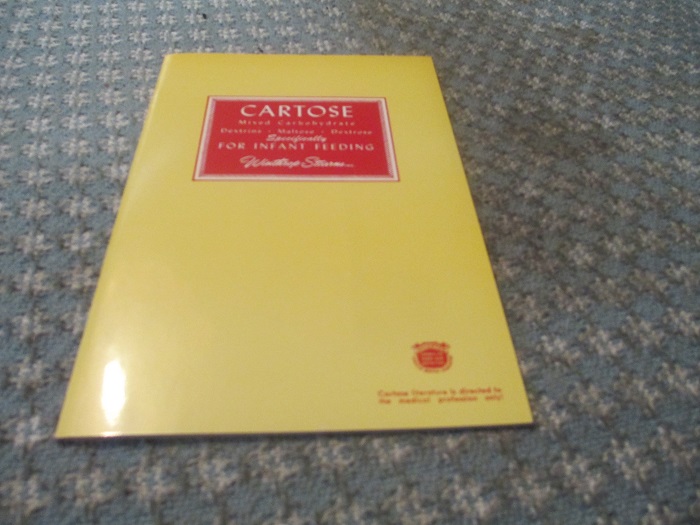 CARTOSE
Mixed Carbohydrate
Dextrins • Maltose • Dextrose
Specifically
FOR INFANT FEEDING
Winthrop-Stearns INC.
Cartose literature is directed to
the medical profession only!